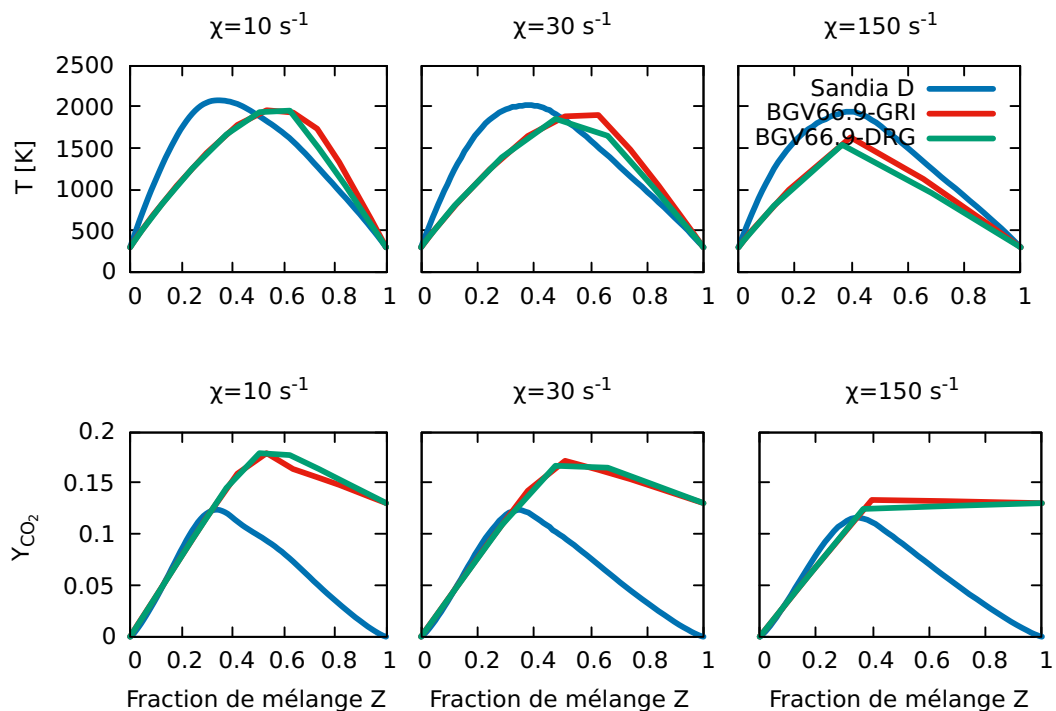 χ=10 s-1 χ=30 s-1 χ=150 s-1
2500
2000
1500
1000
500
0
T [K]
Sandia D
BGV66.9-GRI
BGV66.9-DRG
0 0.2 0.4 0.6 0.8 1 0 0.2 0.4 0.6 0.8 1 0 0.2 0.4 0.6 0.8 1
χ=10 s-1 χ=30 s-1 χ=150 s-1
0.2
0.15
0.1
0.05
0
YCO2
0 0.2 0.4 0.6 0.8 1 0 0.2 0.4 0.6 0.8 1 0 0.2 0.4 0.6 0.8 1
Fraction de mélange Z Fraction de mélange Z Fraction de mélange Z